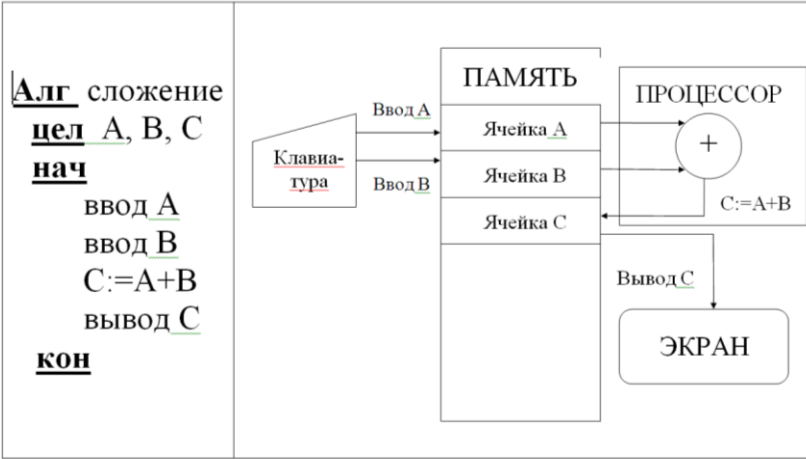 Алг сложение
цел А, В, С
нач
ввод А
ввод В
С:=А+В
вывод С
кон
Клавиа-
тура
Ввод А
Ввод В
ПАМЯТЬ
Ячейка А
Ячейка В
Ячейка С
ПРОЦЕССОР
+
С:=А+В
Вывод С
ЭКРАН